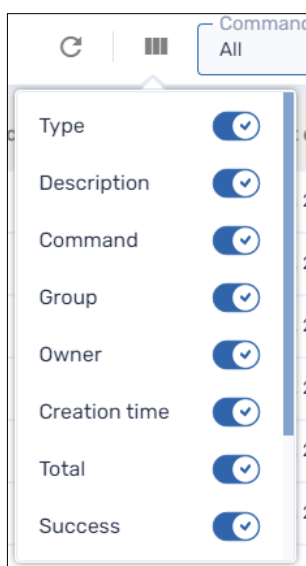 Command
All
Type
Description
Command
Group
Owner
Creation time
Total
Success